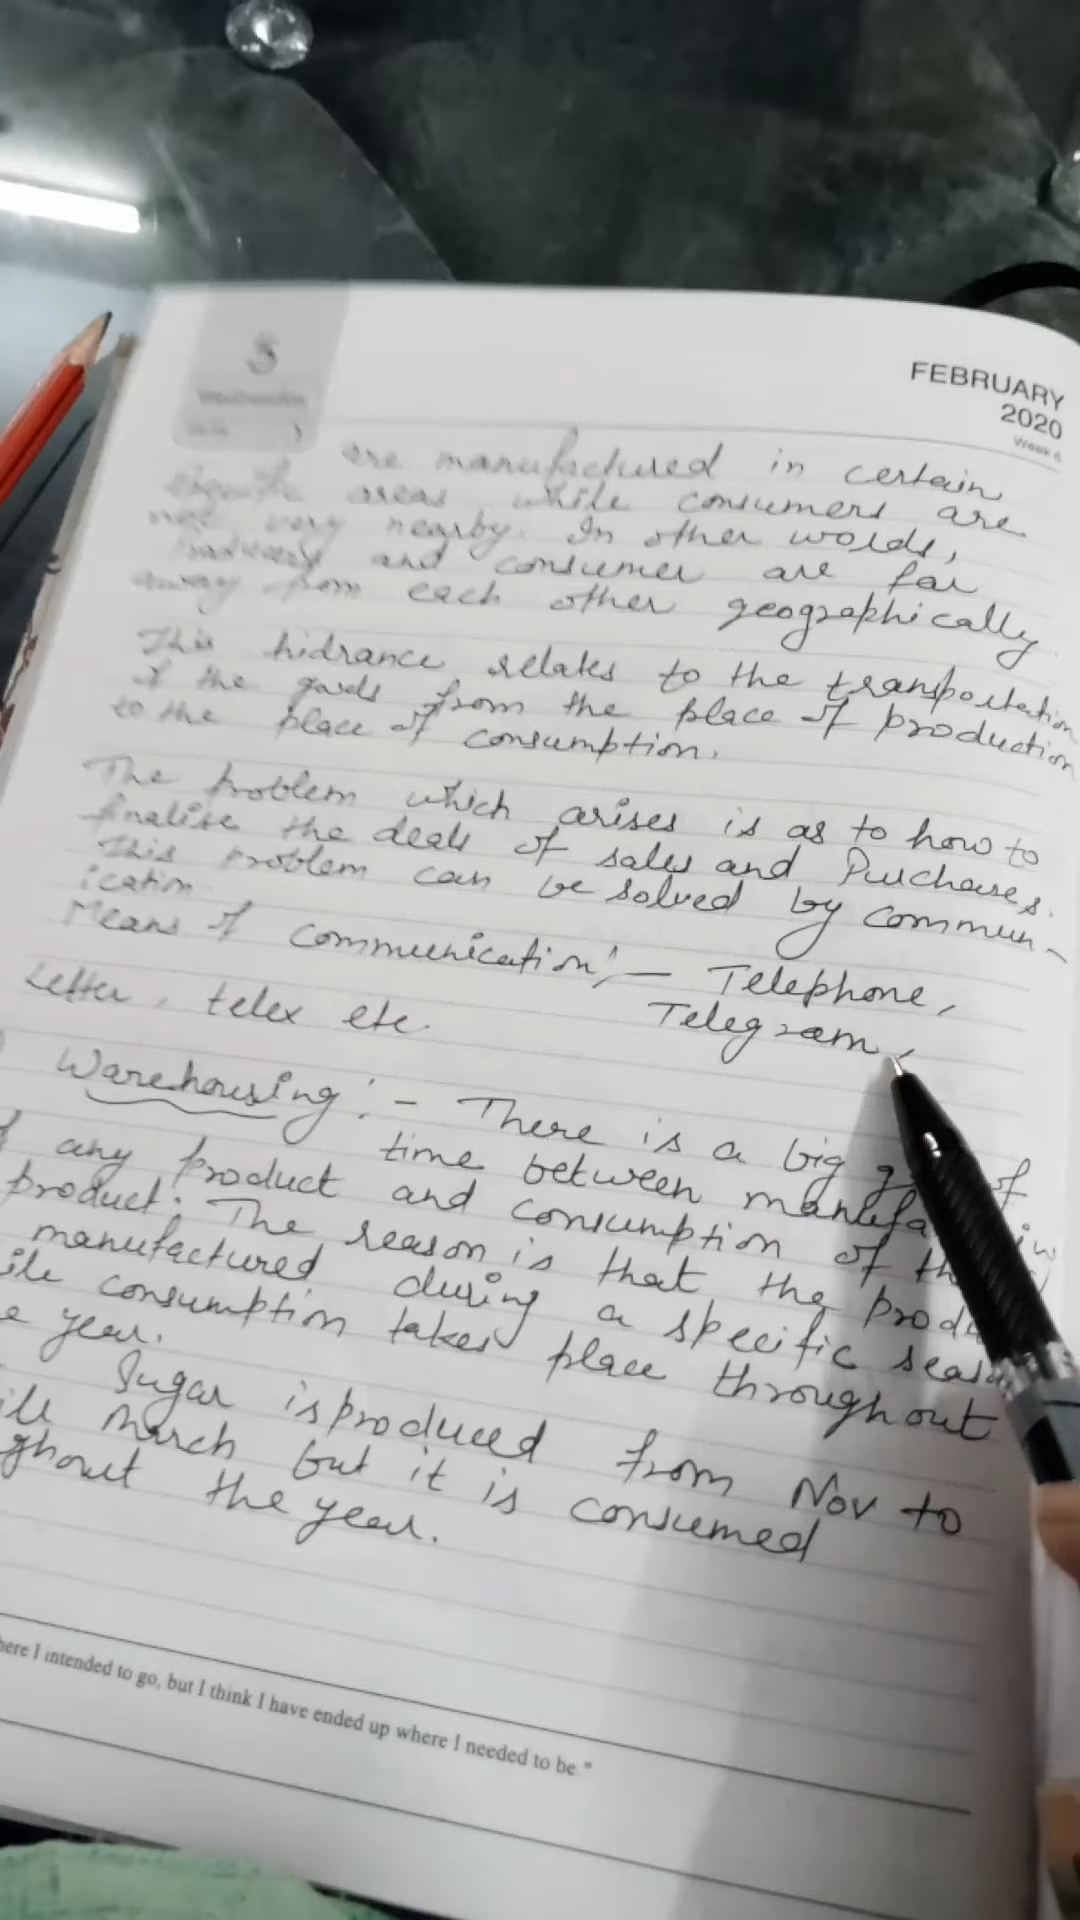 FEBRUARY
2020
Week 6
are manufactured in certain
areas while consumers are
not very nearby. In other words,
and consumer are far
away from each other geographically
This hidrance relates to the transportation
of the goods from the place of production
to the place of consumption.
The problem which arises is as to how to
finalise the deals of sales and Purchases.
This problem can be solved by commun-
ication
Means of communication:- Telephone,
Telegram,
Letter, telex etc
Warehousing:- There is a big of
time between
any product and consumption of
product. The reason is that the
manufactured during a specific
consumption takes place throughout
year.
Sugar is produced from Nov to
March but it is consumed
the year.
here I intended to go, but I think I have ended up where I needed to be."